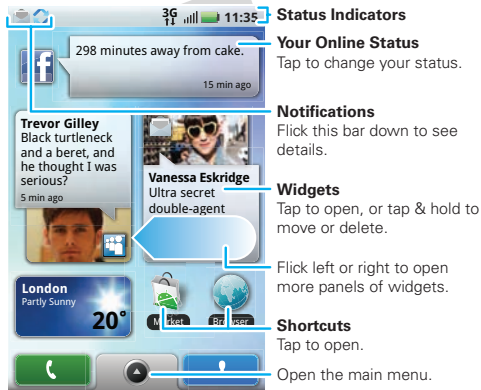 3G 11:35
298 minutes away from cake.
15 min ago
Trevor Gilley
Black turtleneck
and a beret, and
he thought I was
serious?
5 min ago
Vanessa Eskridge
Ultra secret
double-agent
London
Partly Sunny
20°
Market
Browser
Status Indicators
Your Online Status
Tap to change your status.
Notifications
Flick this bar down to see
details.
Widgets
Tap to open, or tap & hold to
move or delete.
Flick left or right to open
more panels of widgets.
Shortcuts
Tap to open.
Open the main menu.